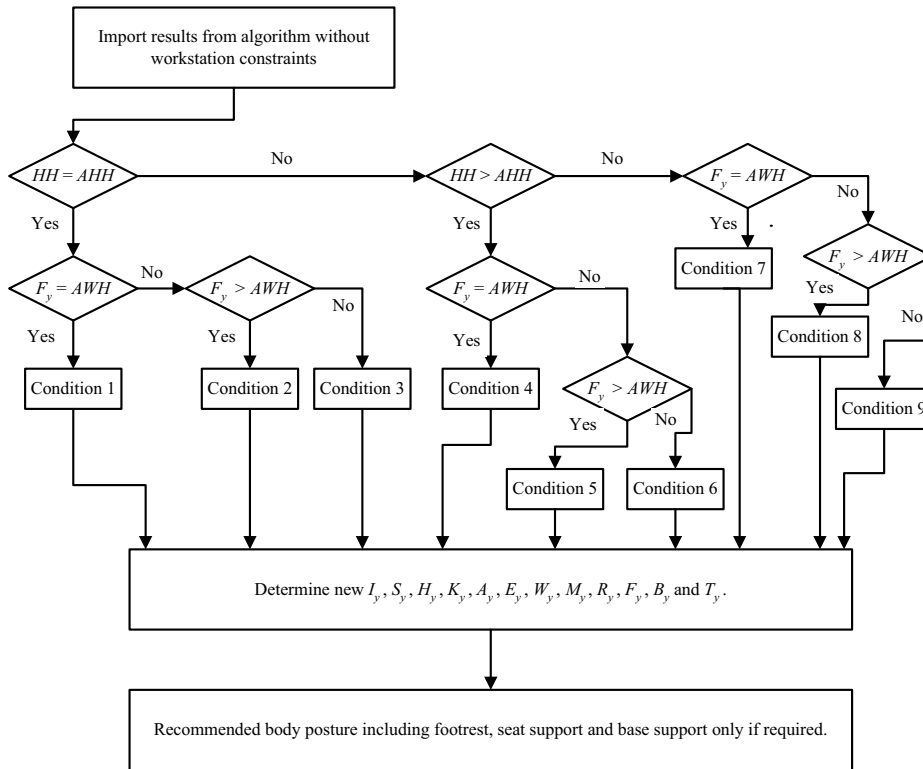 Import results from algorithm without
workstation constraints
HH = AHH
No
HH > AHH
No
F_y = AWH
No
Yes
Yes
Yes
F_y > AWH
F_y = AWH
No
F_y > AWH
F_y = AWH
No
Condition 7
Yes
Yes
Yes
No
Yes
Condition 8
No
Condition 1
Condition 2
Condition 3
Condition 4
F_y > AWH
Condition 9
Yes
No
Condition 5
Condition 6
Determine new I_y , S_y , H_y , K_y , A_y , E_y , W_y , M_y , R_y , F_y , B_y and T_y .
Recommended body posture including footrest, seat support and base support only if required.